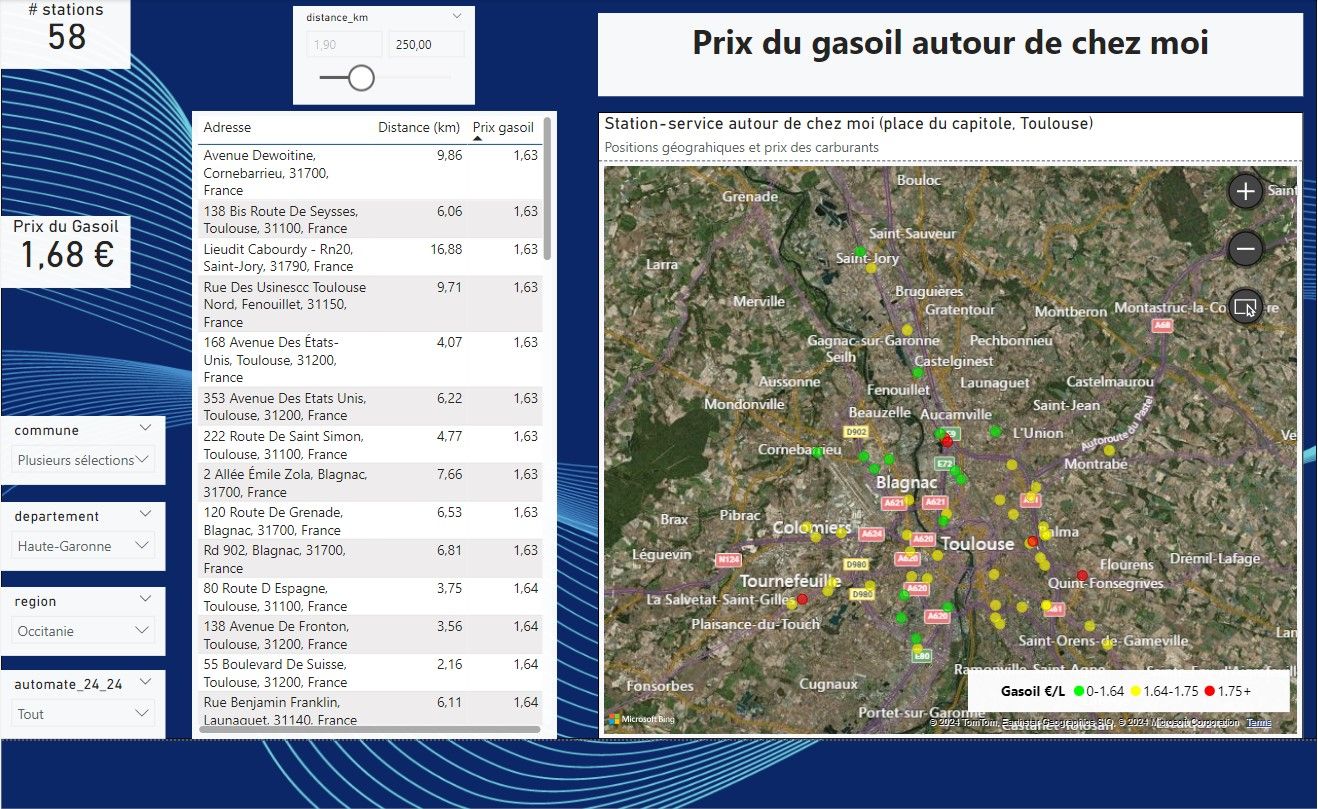 # stations
58
distance_km
1,90
250,00
Prix du gasoil autour de chez moi
Prix du Gasoil
1,68 €
commune
Plusieurs sélections
departement
Haute-Garonne
region
Occitanie
automate_24_24
Tout
Adresse Distance (km) Prix gasoil
Avenue Dewoitine, 9,86 1,63
Cornebarrieu, 31700,
France
138 Bis Route De Seysses, 6,06 1,63
Toulouse, 31100, France
Lieudit Cabourdy - Rn20, 16,88 1,63
Saint-Jory, 31790, France
Rue Des Usinescc Toulouse 9,71 1,63
Nord, Fenouillet, 31150,
France
168 Avenue Des États- 4,07 1,63
Unis, Toulouse, 31200,
France
353 Avenue Des Etats Unis, 6,22 1,63
Toulouse, 31200, France
222 Route De Saint Simon, 4,77 1,63
Toulouse, 31100, France
2 Allée Émile Zola, Blagnac, 7,66 1,63
31700, France
120 Route De Grenade, 6,53 1,63
Blagnac, 31700, France
Rd 902, Blagnac, 31700, 6,81 1,63
France
80 Route D Espagne, 3,75 1,64
Toulouse, 31100, France
138 Avenue De Fronton, 3,56 1,64
Toulouse, 31200, France
55 Boulevard De Suisse, 2,16 1,64
Toulouse, 31200, France
Rue Benjamin Franklin, 6,11 1,64
Launaguet, 31140, France
Station-service autour de chez moi (place du capitole, Toulouse)
Positions géograhiques et prix des carburants
Bouloc
Grenade
Saint
Saint-Sauveur
Saint-Jory
Larra
Bruguières
Merville
Gratentour
Montberon
Montastruc-la-Co
re
A68
Gagnac-sur-Garonne
Pechbonnieu
Seilh
Castelginest
Aussonne
Fenouillet
Launaguet
Castelmaurou
Mondonville
Saint-Jean
Beauzelle
Aucamville
Autoroute du Pastel
D902
L'Union
Ve
Cornebarrieu
E72
Montrabé
Blagnac
A621
A621
Brax
Pibrac
Colomiers
A624
A620
Toulouse
alma
Léguevin
N124
A620
Drémil-Lafage
D980
Flourens
Tournefeuille
Quint-Fonsegrives
La Salvetat-Saint-Gilles
D980
A620
A61
Plaisance-du-Touch
A620
Saint-Orens-de-Gameville
Lan
E80
Ramonville-Saint-Agne
Fonsorbes
Cugnaux
Portet-sur-Garonne
Castanet-Tolosan
Gasoil €/L 0-1.64 1.64-1.75 1.75+
Microsoft Bing
© 2024 TomTom, Earthstar Geographics SIO, © 2024 Microsoft Corporation Terms